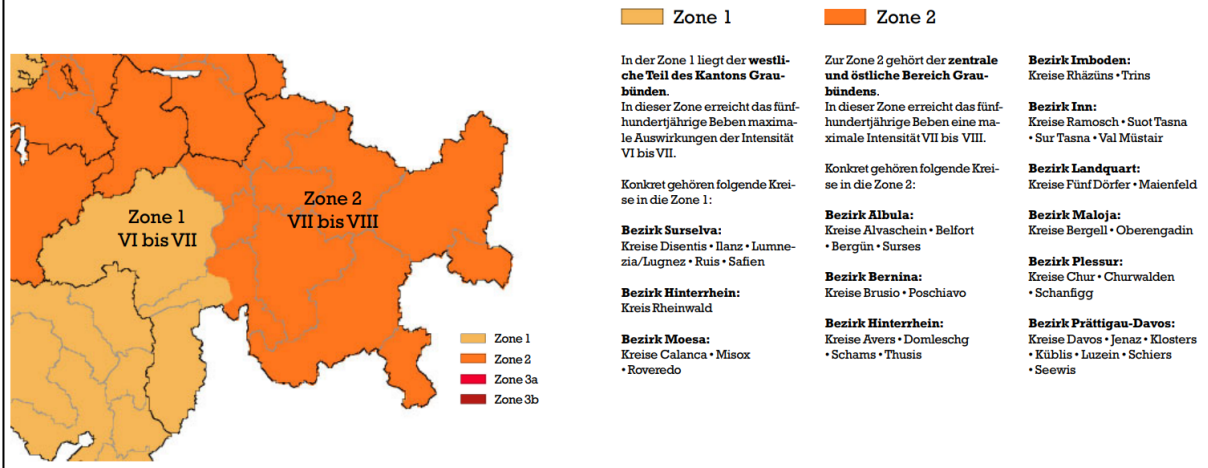 Zone 1
VI bis VII
Zone 2
VII bis VIII
Zone 1
Zone 2
Zone 3a
Zone 3b
Zone 1
In der Zone 1 liegt der westli-
che Teil des Kantons Grau-
bünden.
In dieser Zone erreicht das fünf-
hundertjährige Beben maxima-
le Auswirkungen der Intensität
VI bis VII.
Konkret gehören folgende Krei-
se in die Zone 1:
Bezirk Surselva:
Kreise Disentis • Ilanz • Lumne-
zia/Lugnez • Ruis • Safien
Bezirk Hinterrhein:
Kreis Rheinwald
Bezirk Moesa:
Kreise Calanca • Misox
• Roveredo
Zone 2
Zur Zone 2 gehört der zentrale
und östliche Bereich Grau-
bündens.
In dieser Zone erreicht das fünf-
hundertjährige Beben eine ma-
ximale Intensität VII bis VIII.
Konkret gehören folgende Krei-
se in die Zone 2:
Bezirk Albula:
Kreise Alvaschein • Belfort
• Bergün • Surses
Bezirk Bernina:
Kreise Brusio • Poschiavo
Bezirk Hinterrhein:
Kreise Avers • Domleschg
• Schams • Thusis
Bezirk Imboden:
Kreise Rhäzüns • Trins
Bezirk Inn:
Kreise Ramosch • Suot Tasna
• Sur Tasna • Val Müstair
Bezirk Landquart:
Kreise Fünf Dörfer • Maienfeld
Bezirk Maloja:
Kreise Bergell • Oberengadin
Bezirk Plessur:
Kreise Chur • Churwalden
• Schanfigg
Bezirk Prättigau-Davos:
Kreise Davos • Jenaz • Klosters
• Küblis • Luzein • Schiers
• Seewis